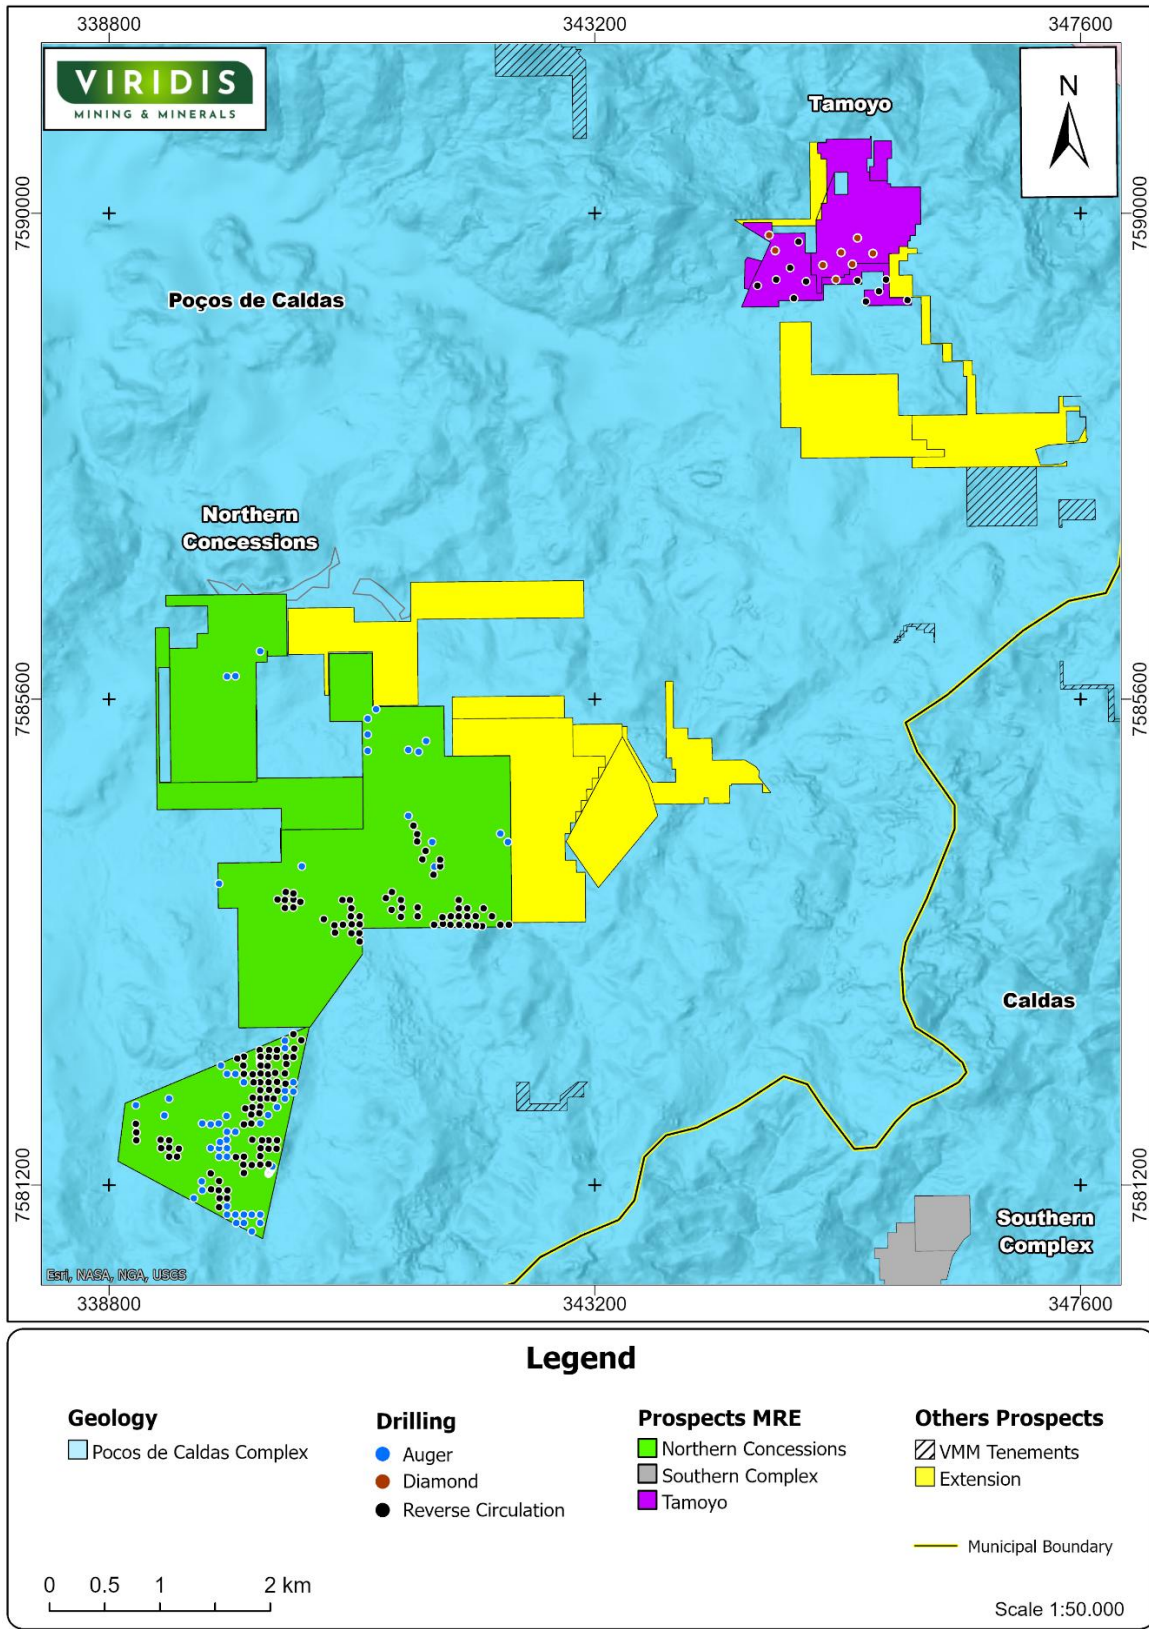 338800
343200
347600
VIRIDIS
MINING & MINERALS
Tamoyo
N
7590000
7590000
Poços de Caldas
Northern
Concessions
7585600
7585600
Caldas
7581200
7581200
Southern
Complex
Esri, NASA, NGA, USGS
338800
343200
347600
Legend
Geology
Pocos de Caldas Complex
Drilling
Auger
Diamond
Reverse Circulation
Prospects MRE
Northern Concessions
Southern Complex
Tamoyo
Others Prospects
VMM Tenements
Extension
Municipal Boundary
0 0.5 1 2 km
Scale 1:50.000